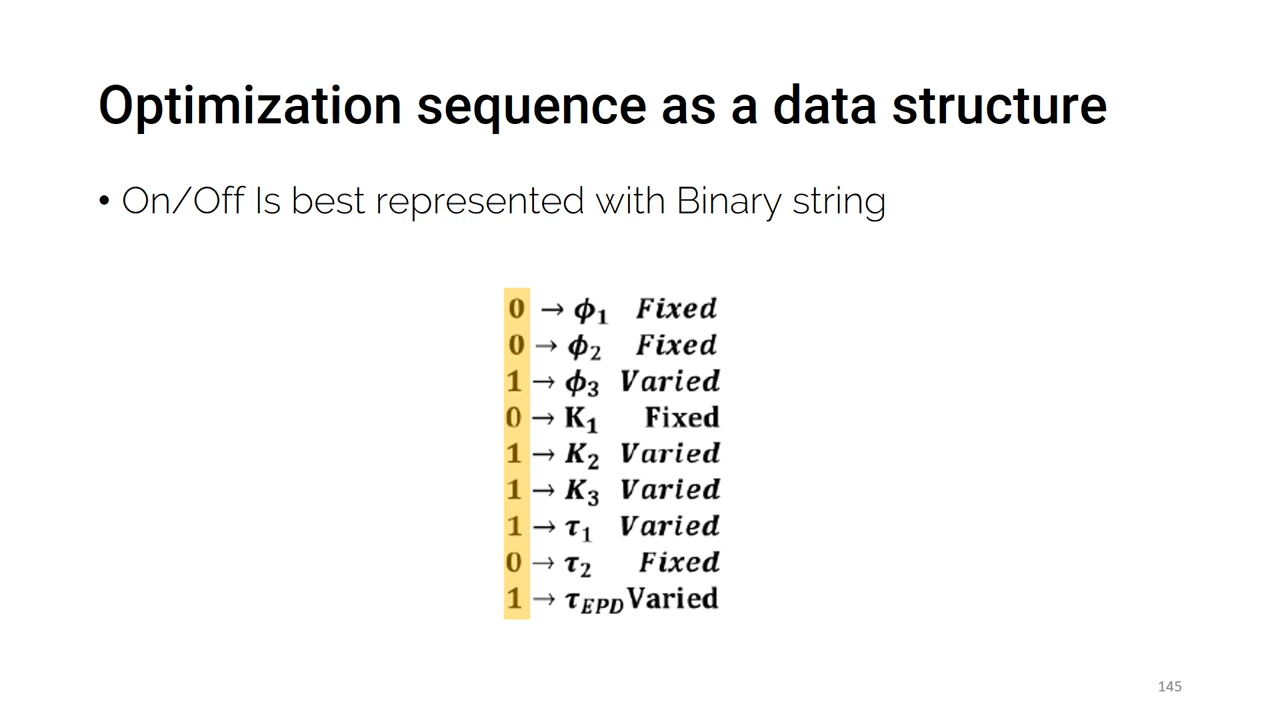 Optimization sequence as a data structure
• On/Off Is best represented with Binary string
0 → ϕ₁ Fixed
0 → ϕ₂ Fixed
1 → ϕ₃ Varied
0 → K₁ Fixed
1 → K₂ Varied
1 → K₃ Varied
1 → τ₁ Varied
0 → τ₂ Fixed
1 → τ_EPD Varied
145